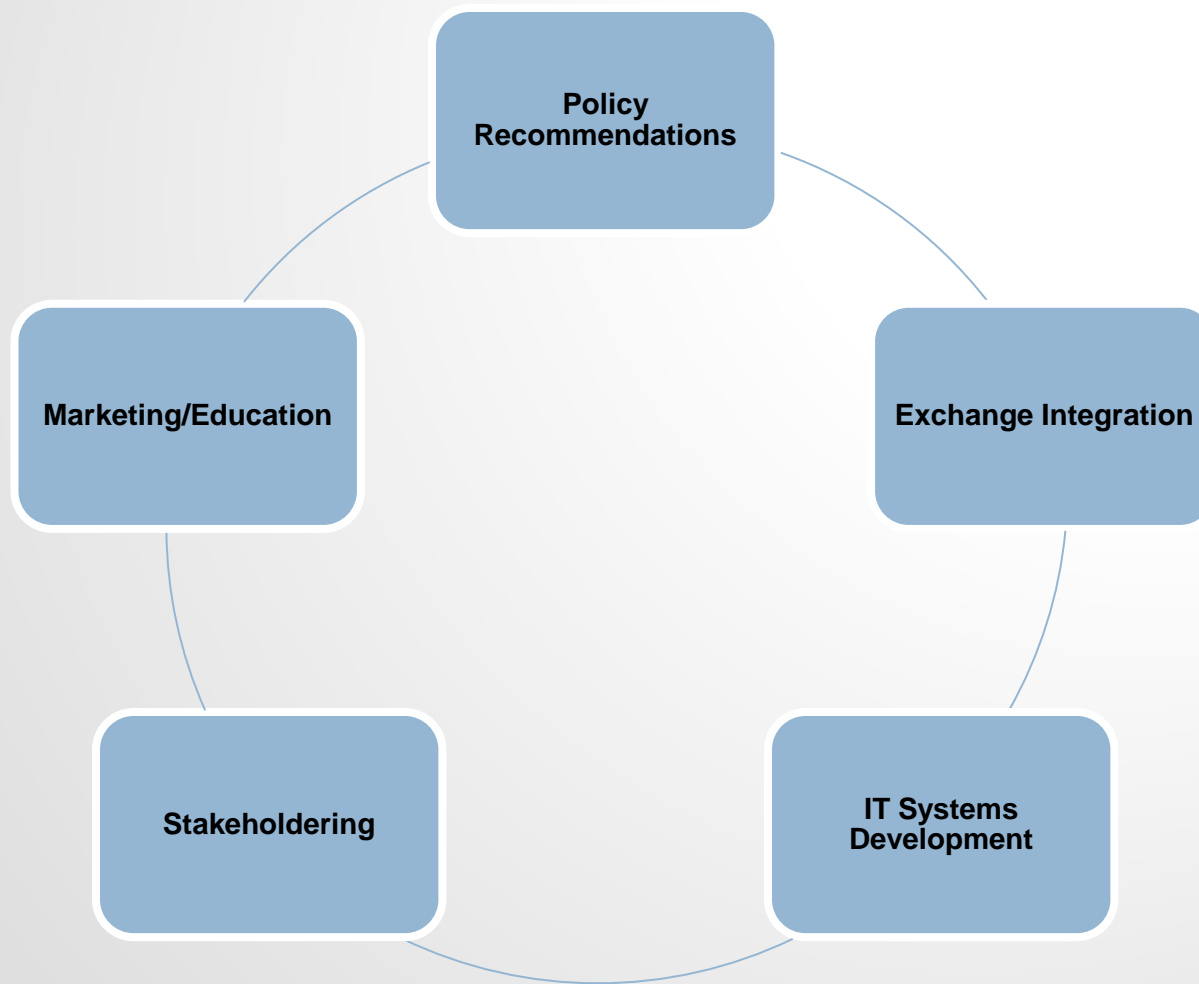 Policy
Recommendations
Marketing/Education
Exchange Integration
Stakeholdering
IT Systems
Development